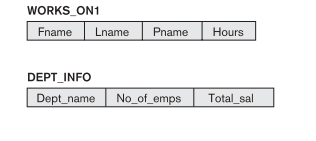 WORKS_ON1
Fname Lname Pname Hours
DEPT_INFO
Dept_name No_of_emps Total_sal